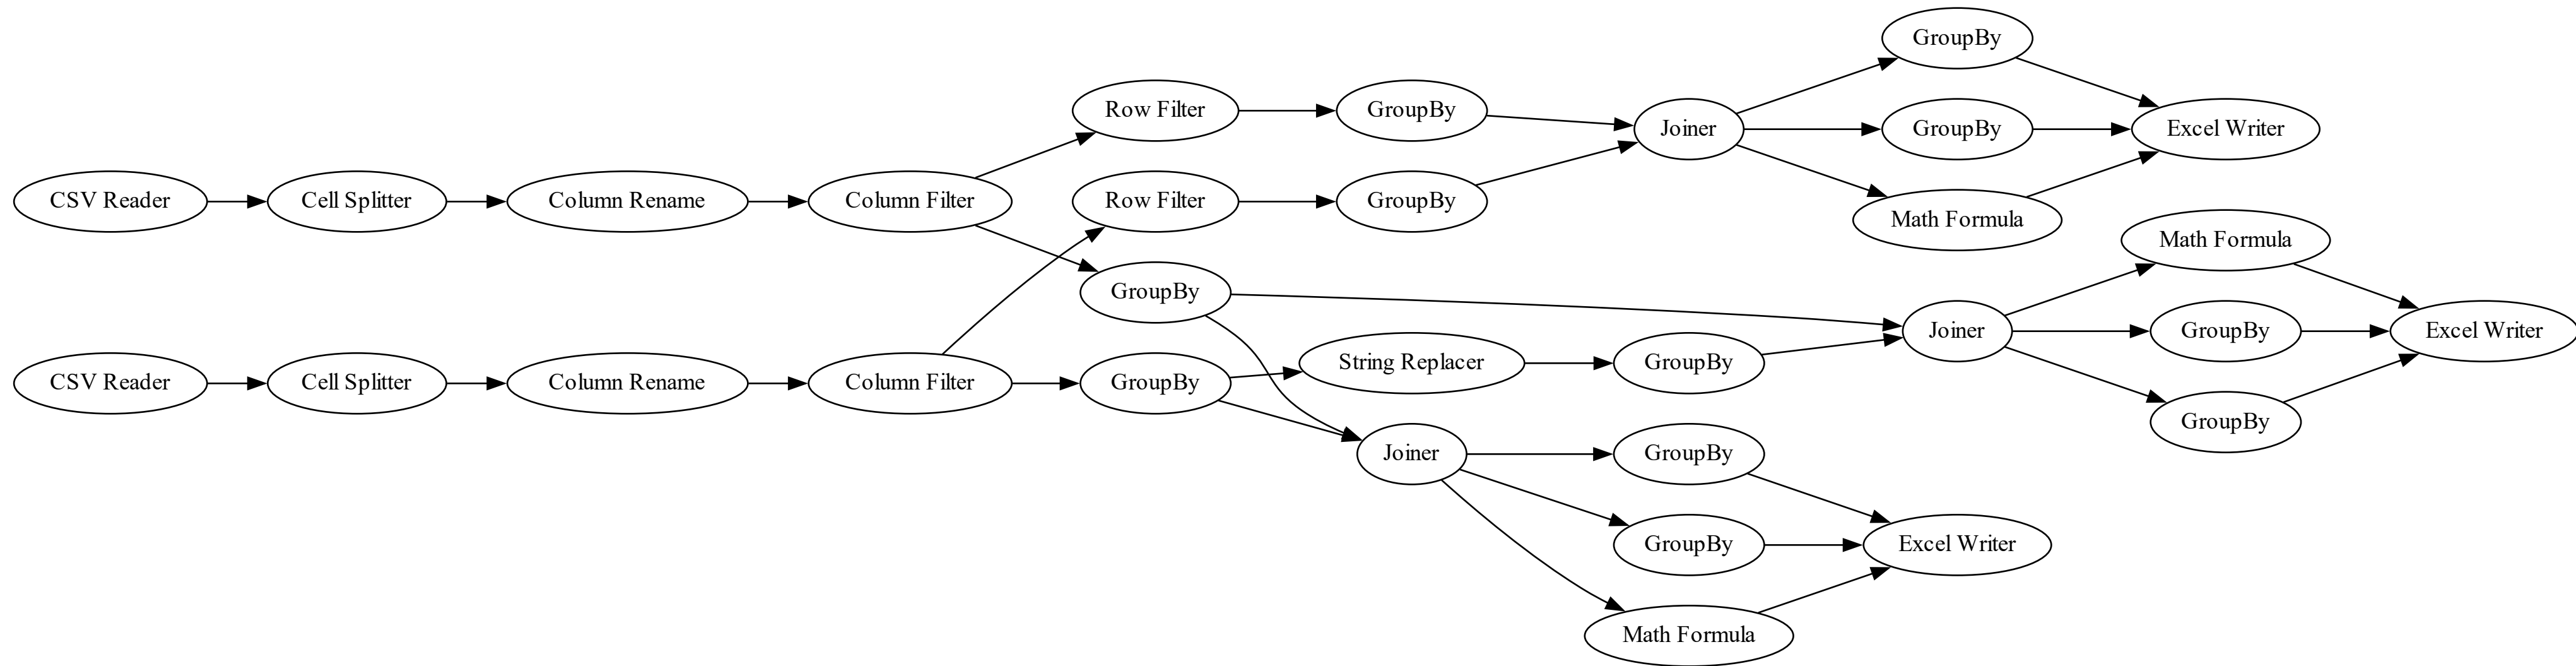 GroupBy
Row Filter
GroupBy
Joiner
GroupBy
Excel Writer
CSV Reader
Cell Splitter
Column Rename
Column Filter
Row Filter
GroupBy
Math Formula
Math Formula
GroupBy
Joiner
GroupBy
Excel Writer
String Replacer
GroupBy
CSV Reader
Cell Splitter
Column Rename
Column Filter
GroupBy
GroupBy
Joiner
GroupBy
GroupBy
Excel Writer
Math Formula